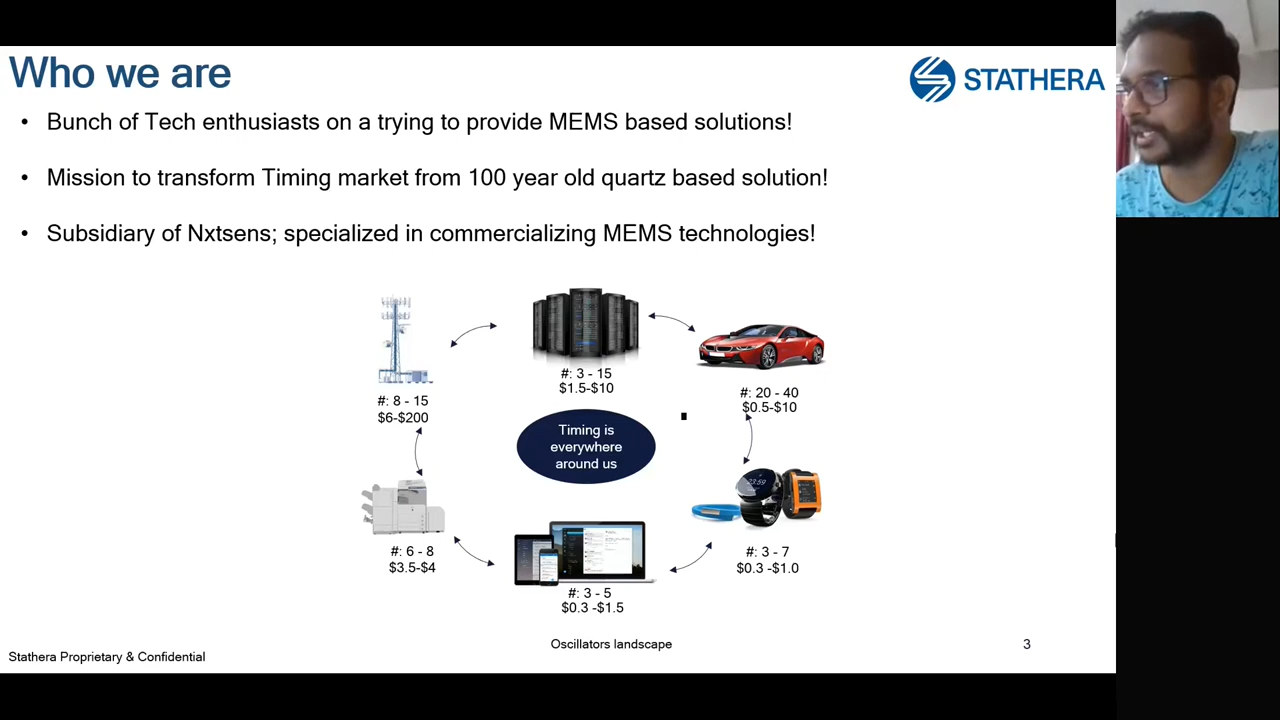 Who we are
STATHERA
• Bunch of Tech enthusiasts on a trying to provide MEMS based solutions!
• Mission to transform Timing market from 100 year old quartz based solution!
• Subsidiary of Nxtsens; specialized in commercializing MEMS technologies!
#: 8 - 15
$6-$200
#: 3 - 15
$1.5-$10
#: 20 - 40
$0.5-$10
Timing is
everywhere
around us
23:59
#: 6 - 8
$3.5-$4
#: 3 - 5
$0.3 -$1.5
#: 3 - 7
$0.3 -$1.0
Oscillators landscape
Stathera Proprietary & Confidential
3